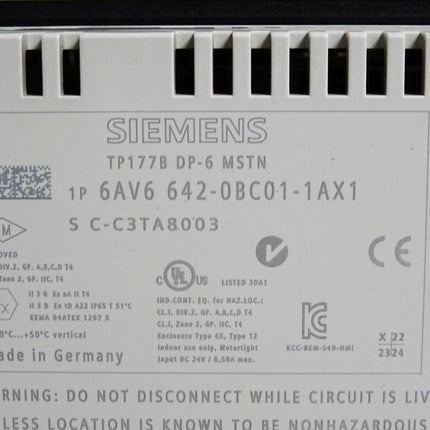 SIEMENS
TP177B DP-6 MSTN
1P 6AV6 642-0BC01-1AX1
S C-C3TA8003
M
OVED
DIV.2, GP. A,B,C,D T4
Zone 2, GP. IIC, T4
II 3 G Ex nA II T4
II 3 D Ex tD A22 IP65 T 51°C
KEMA 04ATEX 1297 X
0°C...+50°C vertical
ade in Germany
C UL US LISTED 3DA1
IND.CONT. EQ. for HAZ.LOC.:
CL.I, DIV.2, GP. A,B,C,D T4
CL.I, Zone 2, GP. IIC, T4
Enclosure Type 4X, Type 12
Indoor use only, Watertight
Input DC 24V / 0,50A max.
CE
KCC-REM-S49-HMI
X 22
23 24
RNING: DO NOT DISCONNECT WHILE CIRCUIT IS LIV
LESS LOCATION IS KNOWN TO BE NONHAZARDOUS